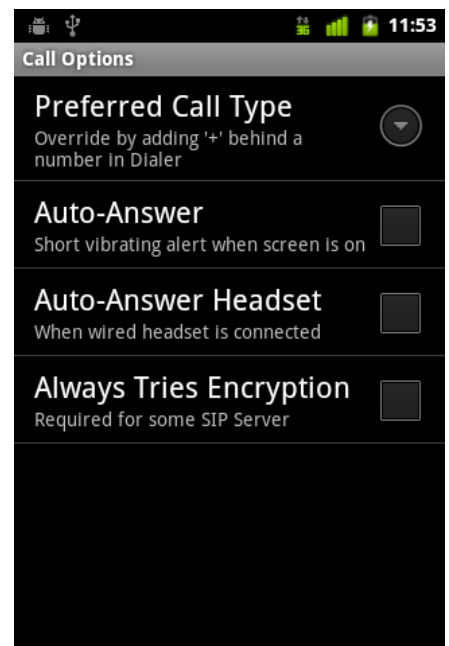 3G 11:53
Call Options
Preferred Call Type
Override by adding '+' behind a
number in Dialer
Auto-Answer
Short vibrating alert when screen is on
Auto-Answer Headset
When wired headset is connected
Always Tries Encryption
Required for some SIP Server